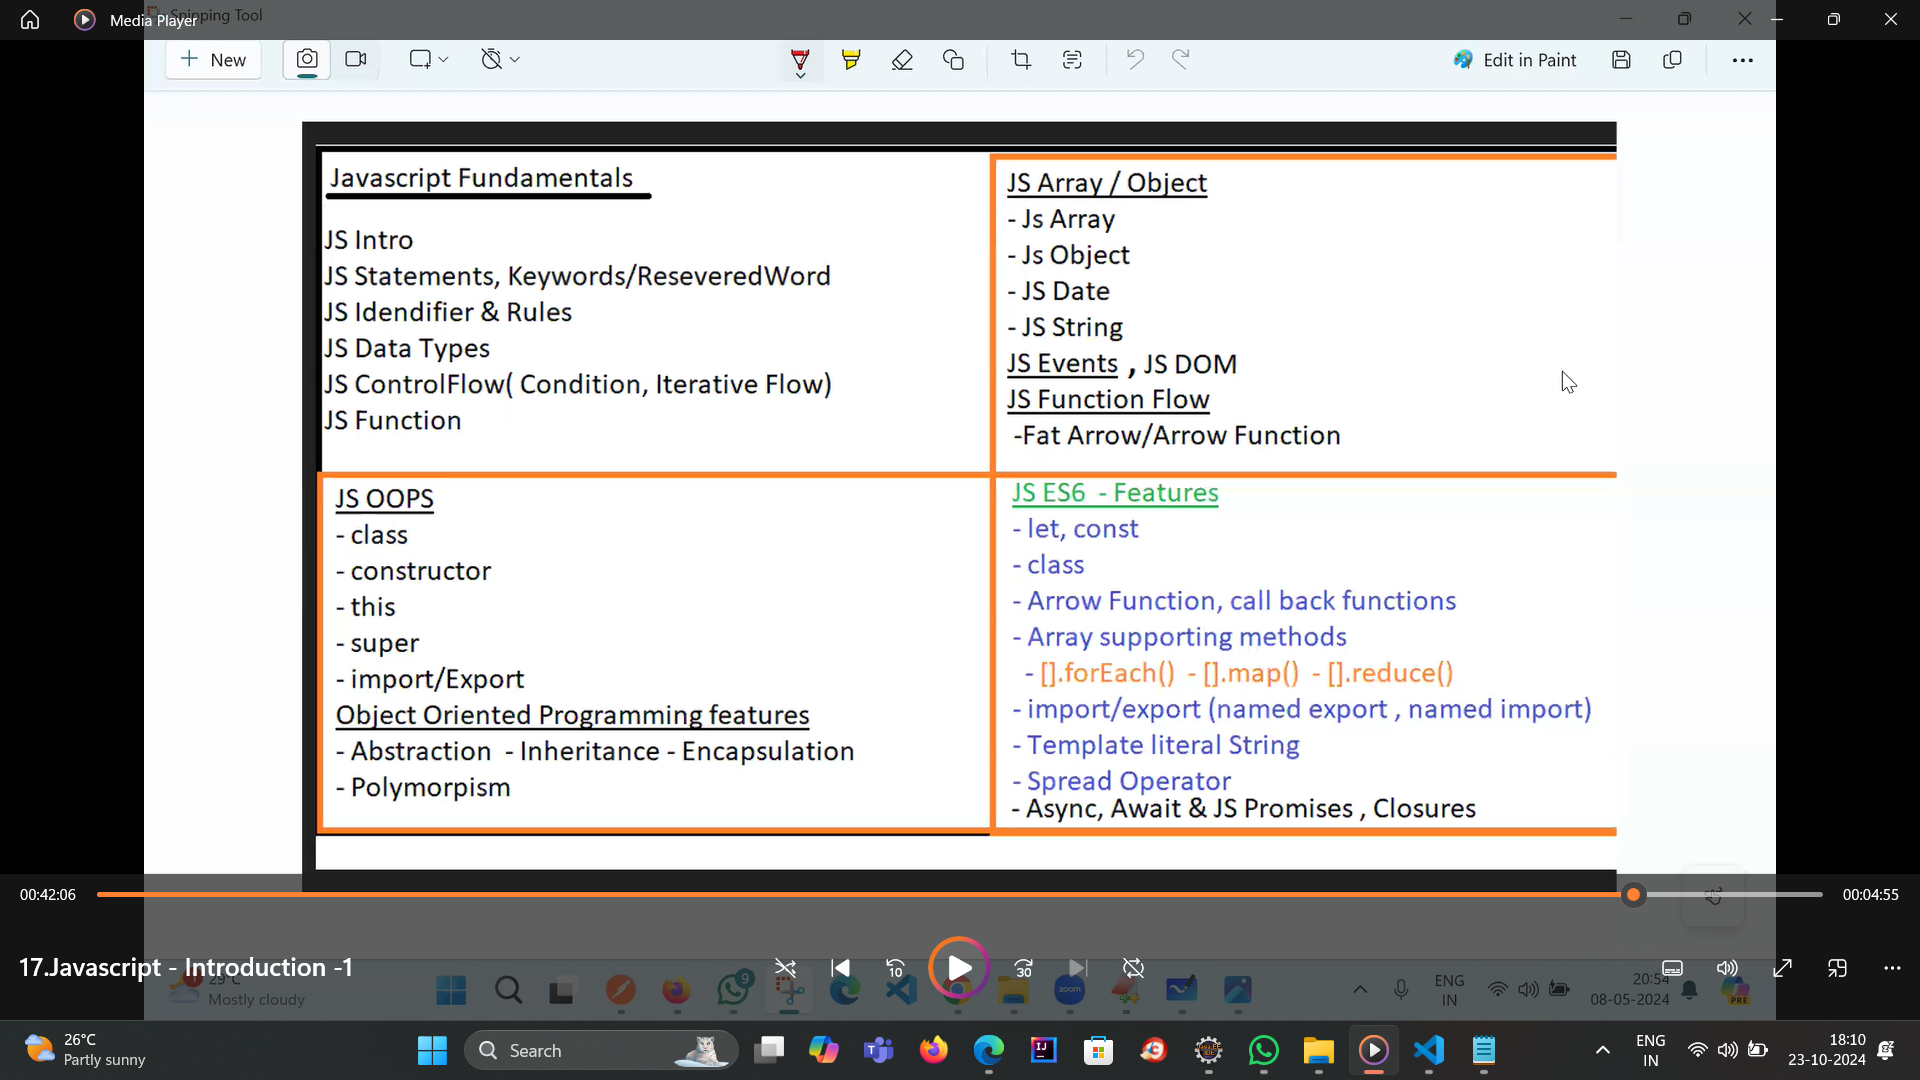 Snipping Tool
Media Player
New
Edit in Paint
Javascript Fundamentals
JS Intro
JS Statements, Keywords/ReseveredWord
JS Idendifier & Rules
JS Data Types
JS ControlFlow( Condition, Iterative Flow)
JS Function
JS Array / Object
- Js Array
- Js Object
- JS Date
- JS String
JS Events , JS DOM
JS Function Flow
-Fat Arrow/Arrow Function
JS OOPS
- class
- constructor
- this
- super
- import/Export
Object Oriented Programming features
- Abstraction - Inheritance - Encapsulation
- Polymorpism
JS ES6 - Features
- let, const
- class
- Arrow Function, call back functions
- Array supporting methods
- [].forEach() - [].map() - [].reduce()
- import/export (named export , named import)
- Template literal String
- Spread Operator
- Async, Await & JS Promises , Closures
00:42:06
00:04:55
17.Javascript - Introduction -1
10
30
29°C
Mostly cloudy
9
zoom
ENG
IN
20:54
08-05-2024
PRE
26°C
Partly sunny
Search
ENG
IN
18:10
23-10-2024